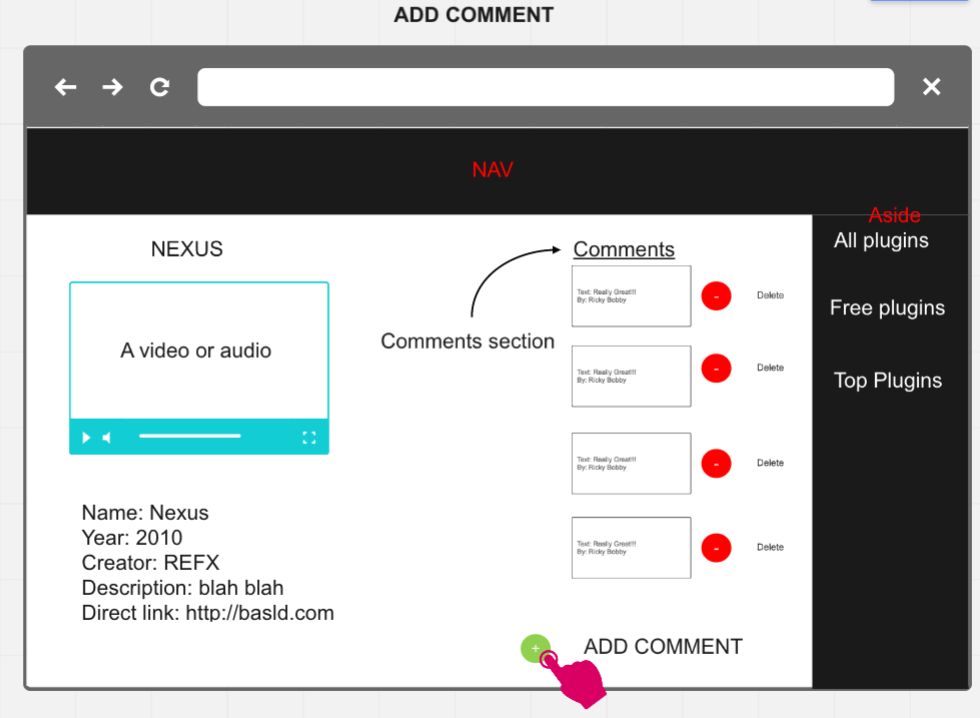 ADD COMMENT
NAV
Aside
All plugins
Free plugins
Top Plugins
NEXUS
A video or audio
Name: Nexus
Year: 2010
Creator: REFX
Description: blah blah
Direct link: http://basld.com
Comments section
Comments
Text: Really Great!!!
By: Ricky Bobby
-
Delete
Text: Really Great!!!
By: Ricky Bobby
-
Delete
Text: Really Great!!!
By: Ricky Bobby
-
Delete
Text: Really Great!!!
By: Ricky Bobby
-
Delete
+
ADD COMMENT